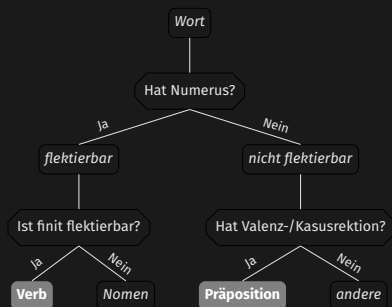 Wort
Hat Numerus?
Ja
Nein
flektierbar
nicht flektierbar
Ist finit flektierbar?
Hat Valenz-/Kasusrektion?
Ja
Nein
Ja
Nein
Verb
Nomen
Präposition
andere